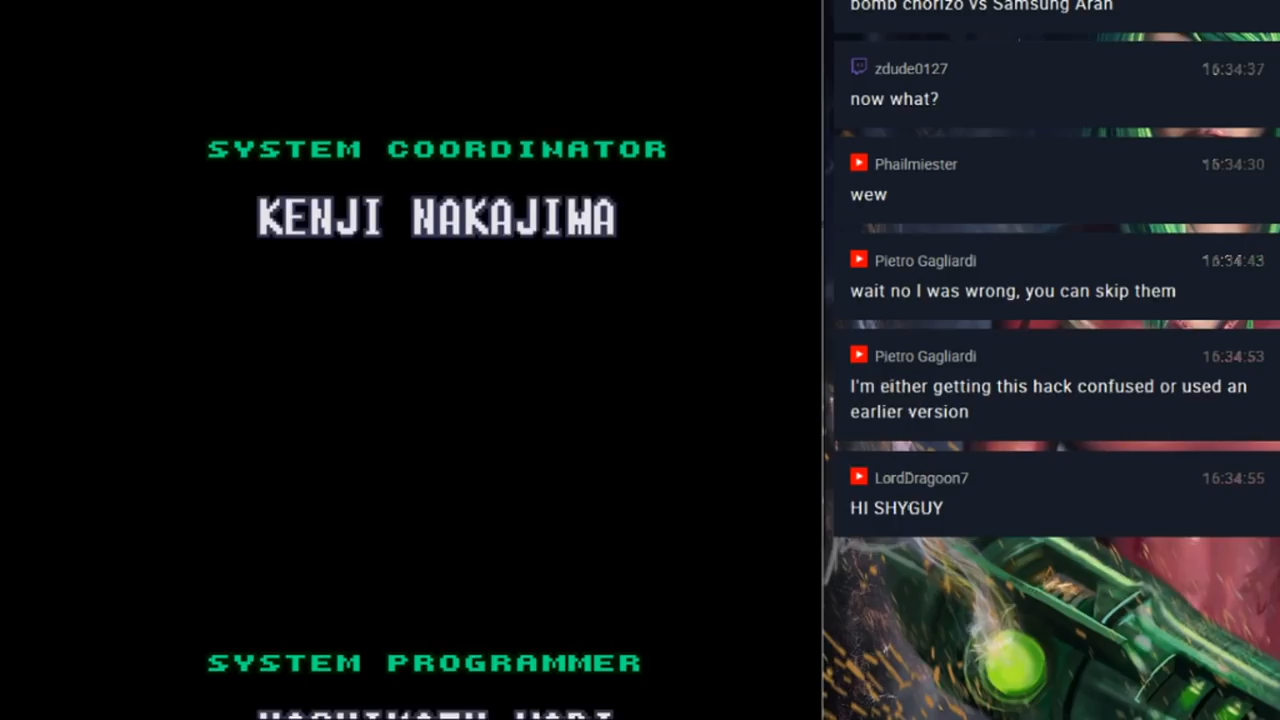 SYSTEM COORDINATOR
KENJI NAKAJIMA
SYSTEM PROGRAMMER
bomb chorizo vs Samsung Aran
zdude0127 16:34:37
now what?
Phailmiester 16:34:30
wew
Pietro Gagliardi 16:34:43
wait no I was wrong, you can skip them
Pietro Gagliardi 16:34:53
I'm either getting this hack confused or used an
earlier version
LordDragoon7 16:34:55
HI SHYGUY